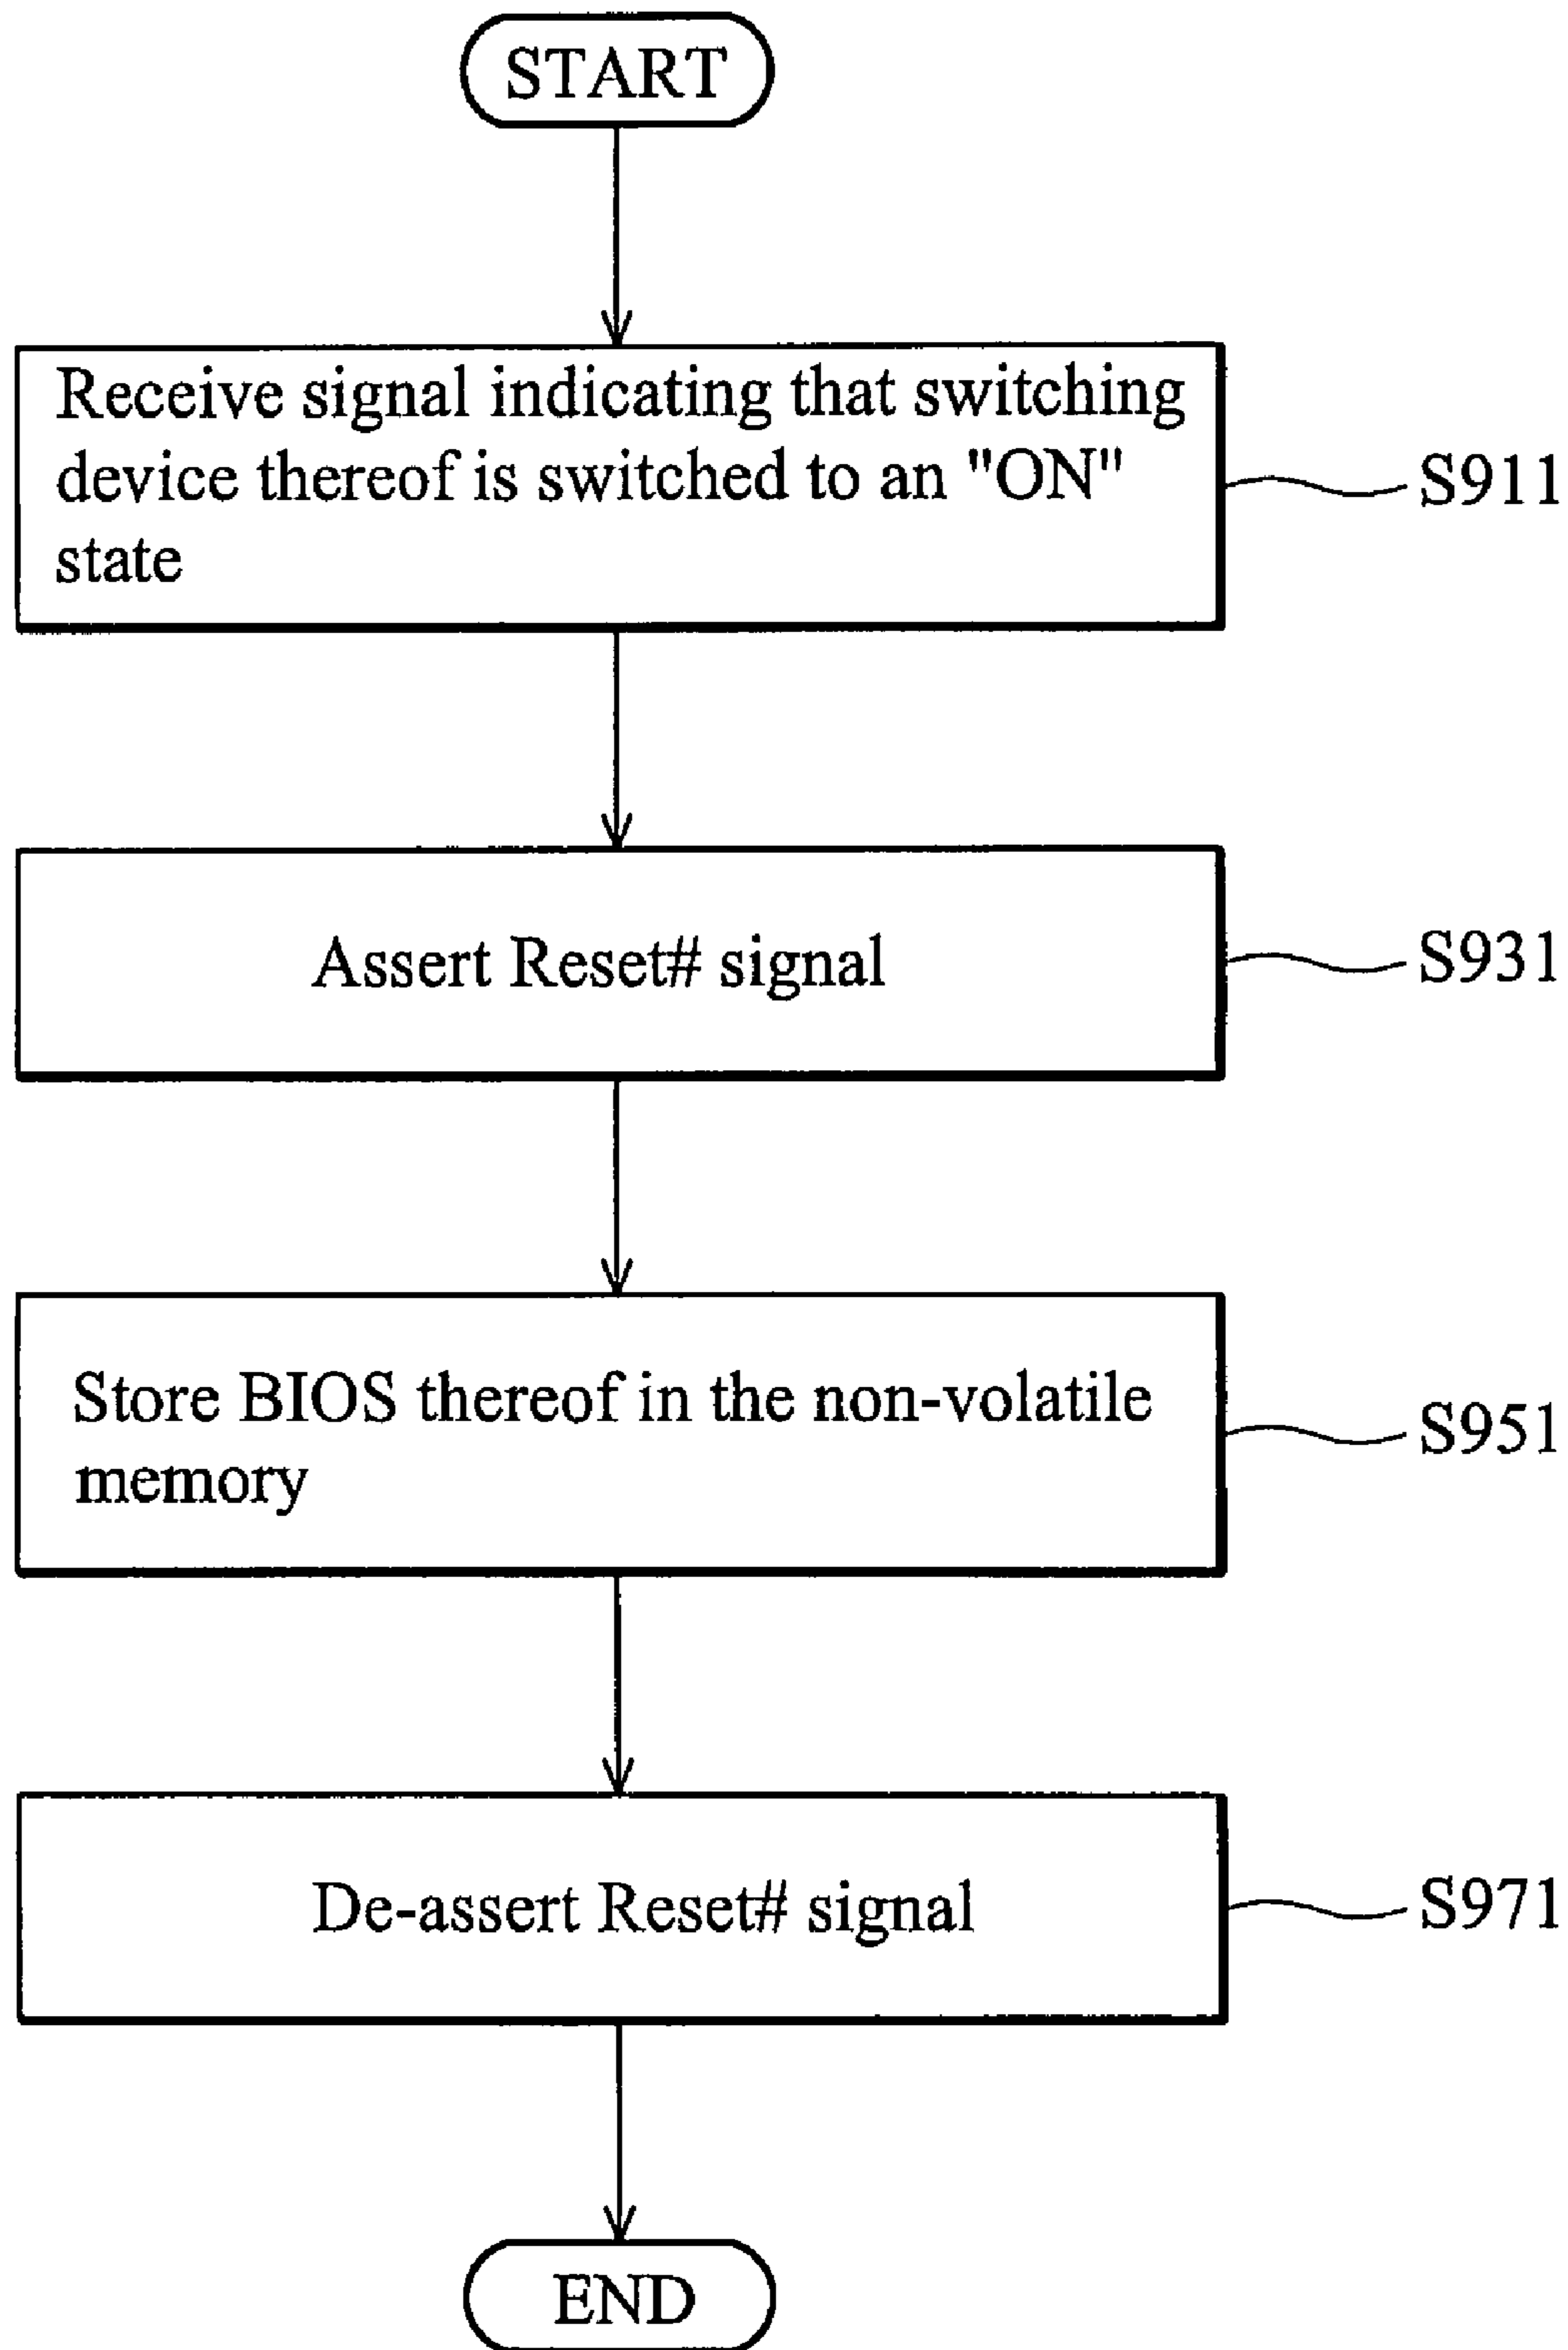 START
Receive signal indicating that switching
device thereof is switched to an "ON"
state
S911
Assert Reset# signal
S931
Store BIOS thereof in the non-volatile
memory
S951
De-assert Reset# signal
S971
END